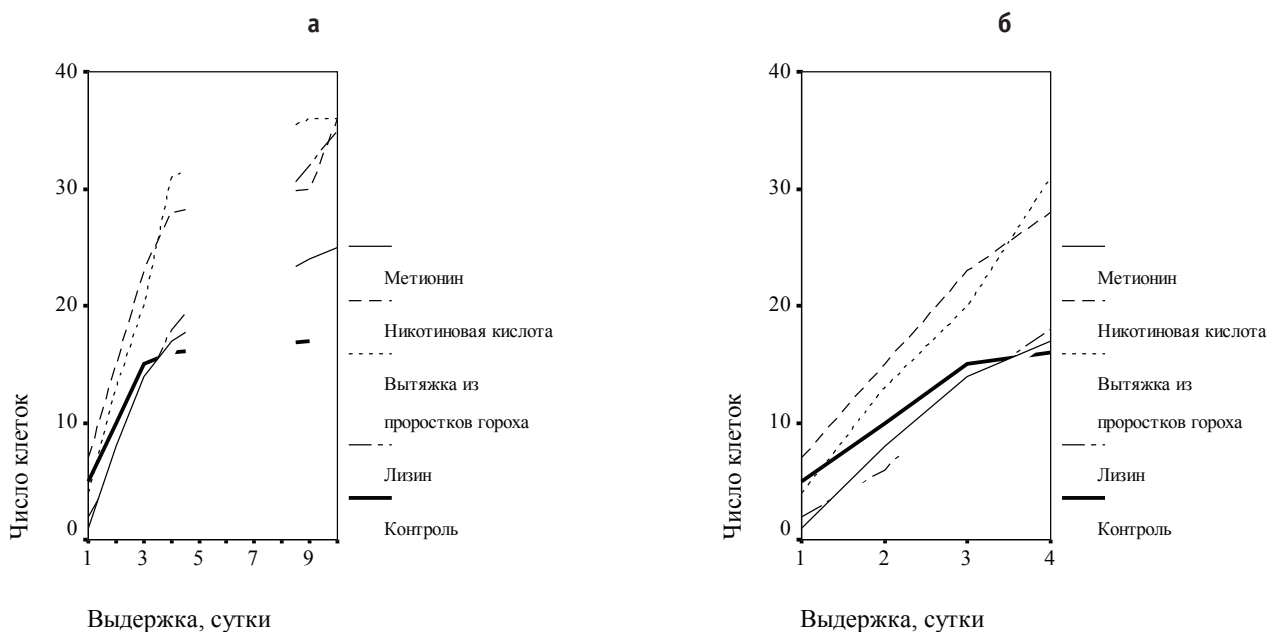 а
40
30
20
10
0
Число клеток
1
3
5
7
9
Выдержка, сутки
Метионин
Никотиновая кислота
Вытяжка из
проростков гороха
Лизин
Контроль
б
40
30
20
10
0
Число клеток
1
2
3
4
Выдержка, сутки
Метионин
Никотиновая кислота
Вытяжка из
проростков гороха
Лизин
Контроль